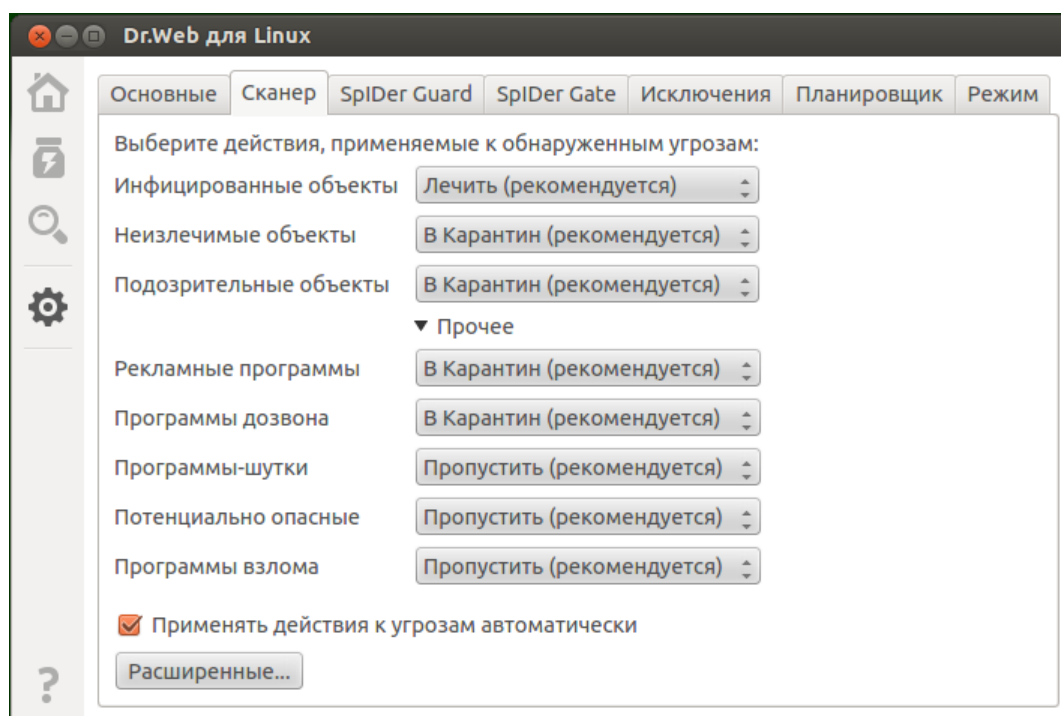 Dr.Web для Linux
Основные Сканер SpIDer Guard SpIDer Gate Исключения Планировщик Режим
Выберите действия, применяемые к обнаруженным угрозам:
Инфицированные объекты Лечить (рекомендуется)
Неизлечимые объекты В Карантин (рекомендуется)
Подозрительные объекты В Карантин (рекомендуется)
Прочее
Рекламные программы В Карантин (рекомендуется)
Программы дозвона В Карантин (рекомендуется)
Программы-шутки Пропустить (рекомендуется)
Потенциально опасные Пропустить (рекомендуется)
Программы взлома Пропустить (рекомендуется)
Применять действия к угрозам автоматически
Расширенные...
?